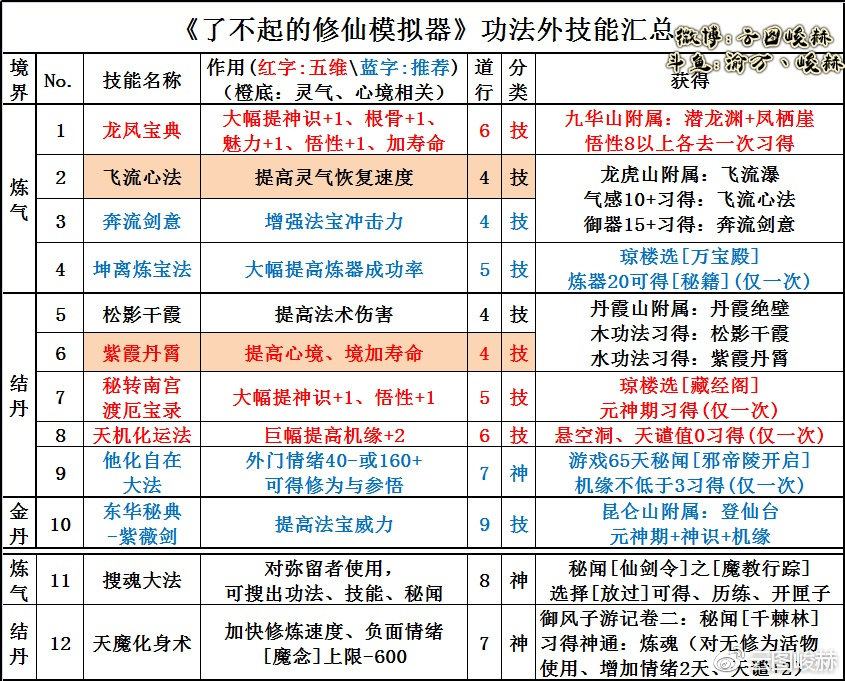 《了不起的修仙模拟器》功法外技能汇总
微博:云图峻赫
斗鱼:渝万丶峻赫
境界
No.
技能名称
作用(红字:五维\蓝字:推荐)
(橙底:灵气、心境相关)
道行
分类
获得
炼气
1
龙凤宝典
大幅提神识+1、根骨+1、
魅力+1、悟性+1、加寿命
6
技
九华山附属:潜龙渊+凤栖崖
悟性8以上各去一次习得
2
飞流心法
提高灵气恢复速度
4
技
龙虎山附属:飞流瀑
气感10+习得:飞流心法
御器15+习得:奔流剑意
3
奔流剑意
增强法宝冲击力
4
技
4
坤离炼宝法
大幅提高炼器成功率
5
技
琼楼选[万宝殿]
炼器20可得[秘籍](仅一次)
结丹
5
松影干霞
提高法术伤害
4
技
丹霞山附属:丹霞绝壁
木功法习得:松影干霞
水功法习得:紫霞丹霄
6
紫霞丹霄
提高心境、境加寿命
4
技
7
秘转南宫
渡厄宝录
大幅提神识+1、悟性+1
5
技
琼楼选[藏经阁]
元神期习得(仅一次)
8
天机化运法
巨幅提高机缘+2
6
技
悬空洞、天谴值0习得(仅一次)
9
他化自在
大法
外门情绪40-或160+
可得修为与参悟
7
神
游戏65天秘闻[邪帝陵开启]
机缘不低于3习得(仅一次)
金丹
10
东华秘典
-紫薇剑
提高法宝威力
9
技
昆仑山附属:登仙台
元神期+神识+机缘
炼气
11
搜魂大法
对弥留者使用,
可搜出功法、技能、秘闻
8
神
秘闻[仙剑令]之[魔教行踪]
选择[放过]可得、历练、开匣子
结丹
12
天魔化身术
加快修炼速度、负面情绪
[魔念]上限-600
7
神
御风子游记卷二:秘闻[千棘林]
习得神通:炼魂(对无修为活物
使用、增加情绪2天、天谴+2)
云图峻赫